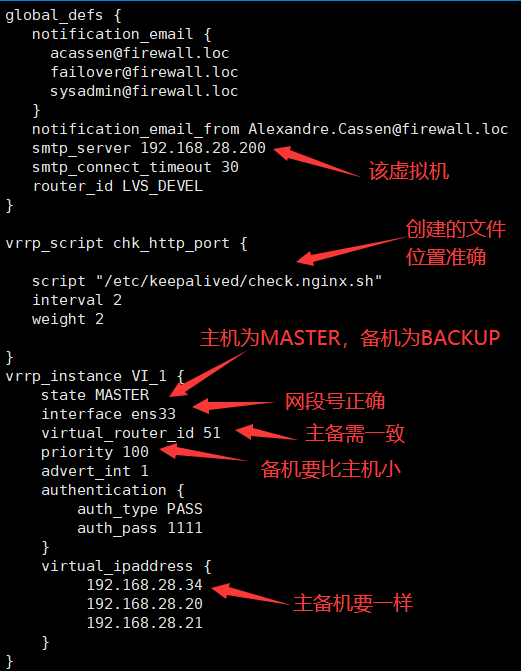 global_defs {
notification_email {
acassen@firewall.loc
failover@firewall.loc
sysadmin@firewall.loc
}
notification_email_from Alexandre.Cassen@firewall.loc
smtp_server 192.168.28.200
该虚拟机
smtp_connect_timeout 30
router_id LVS_DEVEL
}
创建的文件
位置准确
vrrp_script chk_http_port {
script "/etc/keepalived/check.nginx.sh"
interval 2
weight 2
主机为MASTER，备机为BACKUP
}
vrrp_instance VI_1 {
state MASTER
interface ens33
网段号正确
virtual_router_id 51
主备需一致
priority 100
备机要比主机小
advert_int 1
authentication {
auth_type PASS
auth_pass 1111
}
virtual_ipaddress {
192.168.28.34
主备机要一样
192.168.28.20
192.168.28.21
}
}